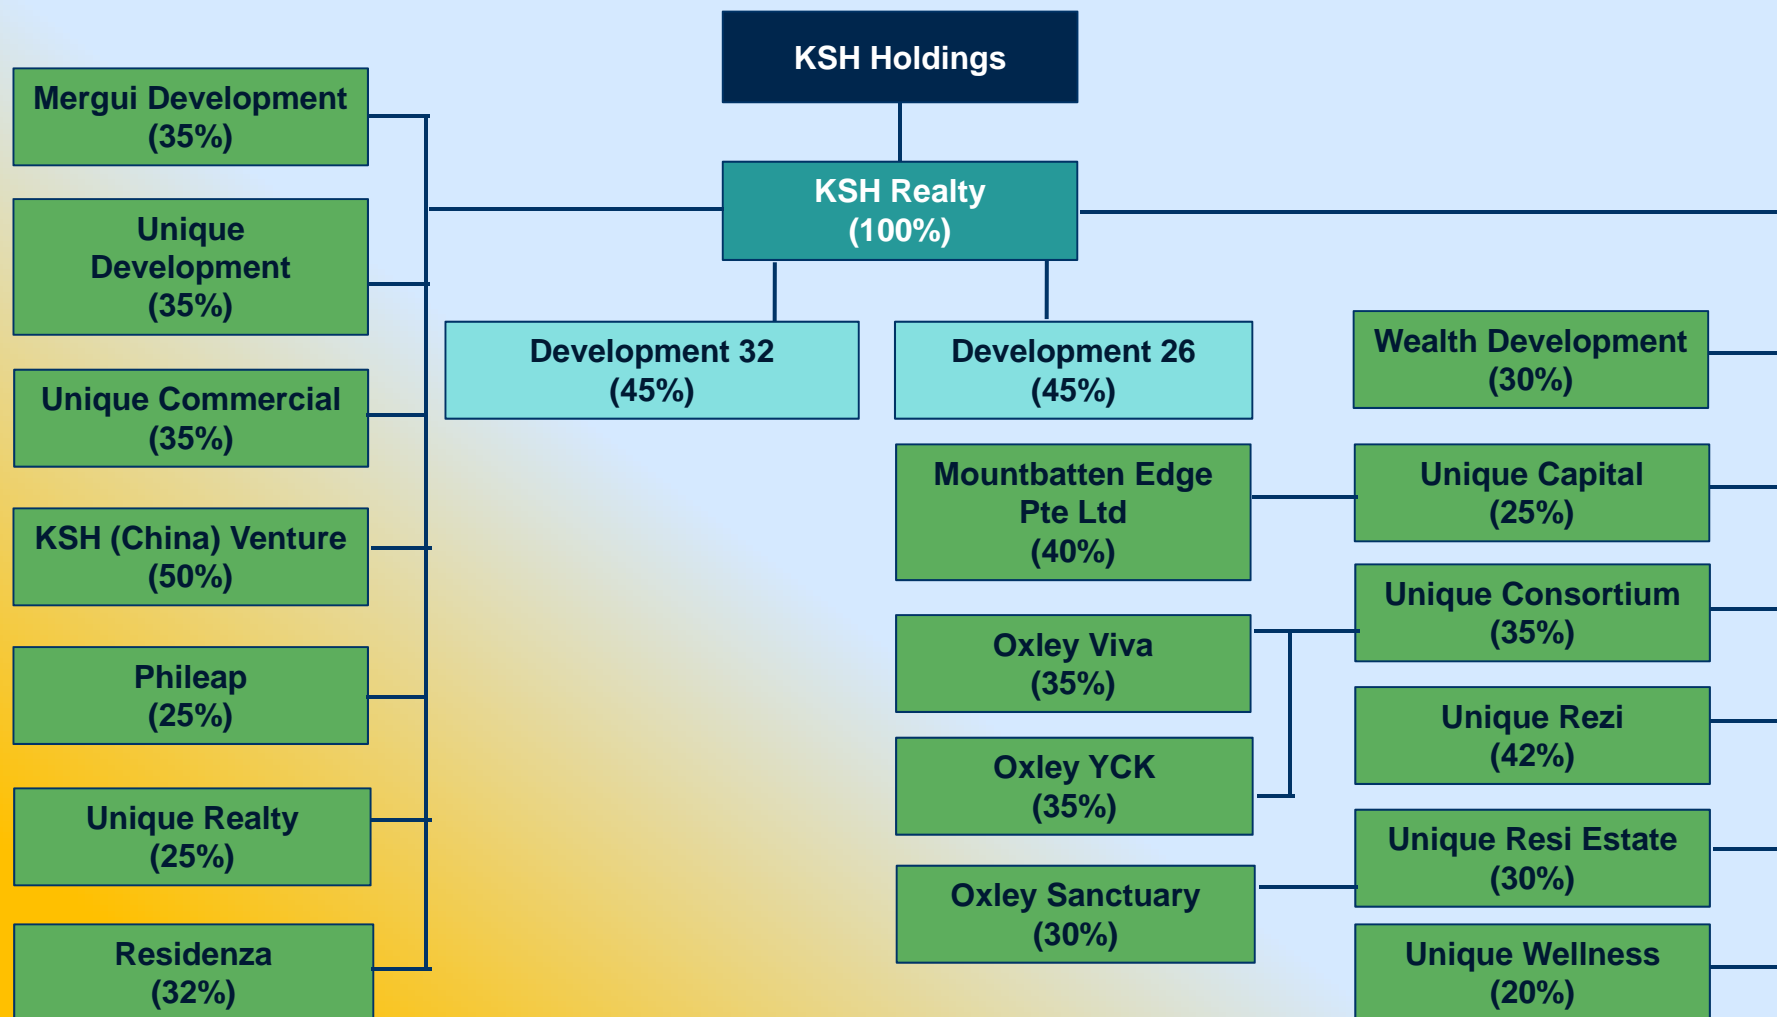 KSH Holdings
KSH Realty
(100%)
Mergui Development
(35%)
Unique
Development
(35%)
Unique Commercial
(35%)
KSH (China) Venture
(50%)
Phileap
(25%)
Unique Realty
(25%)
Residenza
(32%)
Development 32
(45%)
Development 26
(45%)
Mountbatten Edge
Pte Ltd
(40%)
Oxley Viva
(35%)
Oxley YCK
(35%)
Oxley Sanctuary
(30%)
Wealth Development
(30%)
Unique Capital
(25%)
Unique Consortium
(35%)
Unique Rezi
(42%)
Unique Resi Estate
(30%)
Unique Wellness
(20%)